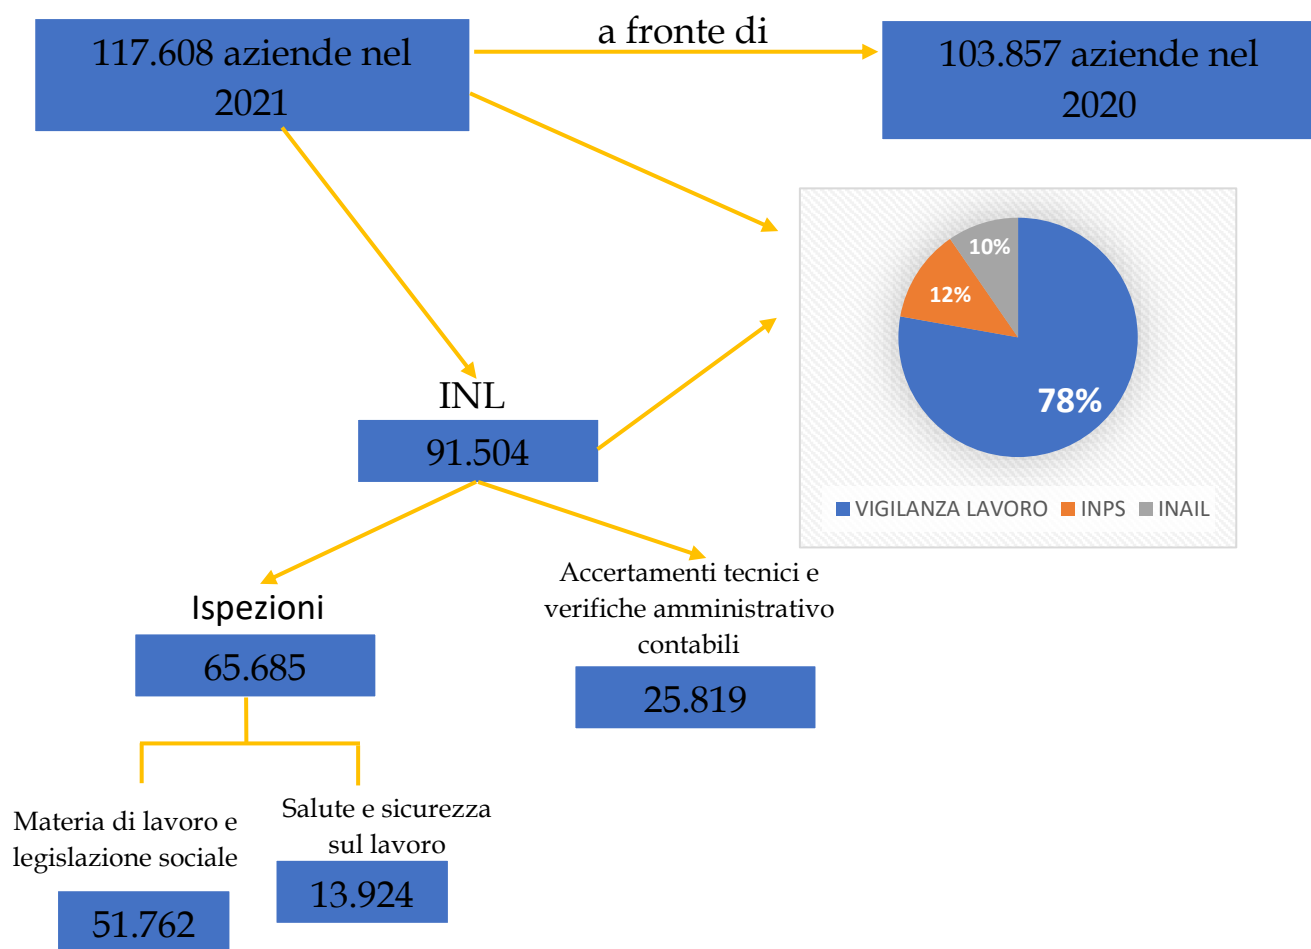 117.608 aziende nel
2021
a fronte di
103.857 aziende nel
2020
10%
12%
78%
VIGILANZA LAVORO INPS INAIL
INL
91.504
Ispezioni
65.685
Accertamenti tecnici e
verifiche amministrativo
contabili
25.819
Materia di lavoro e
legislazione sociale
51.762
Salute e sicurezza
sul lavoro
13.924